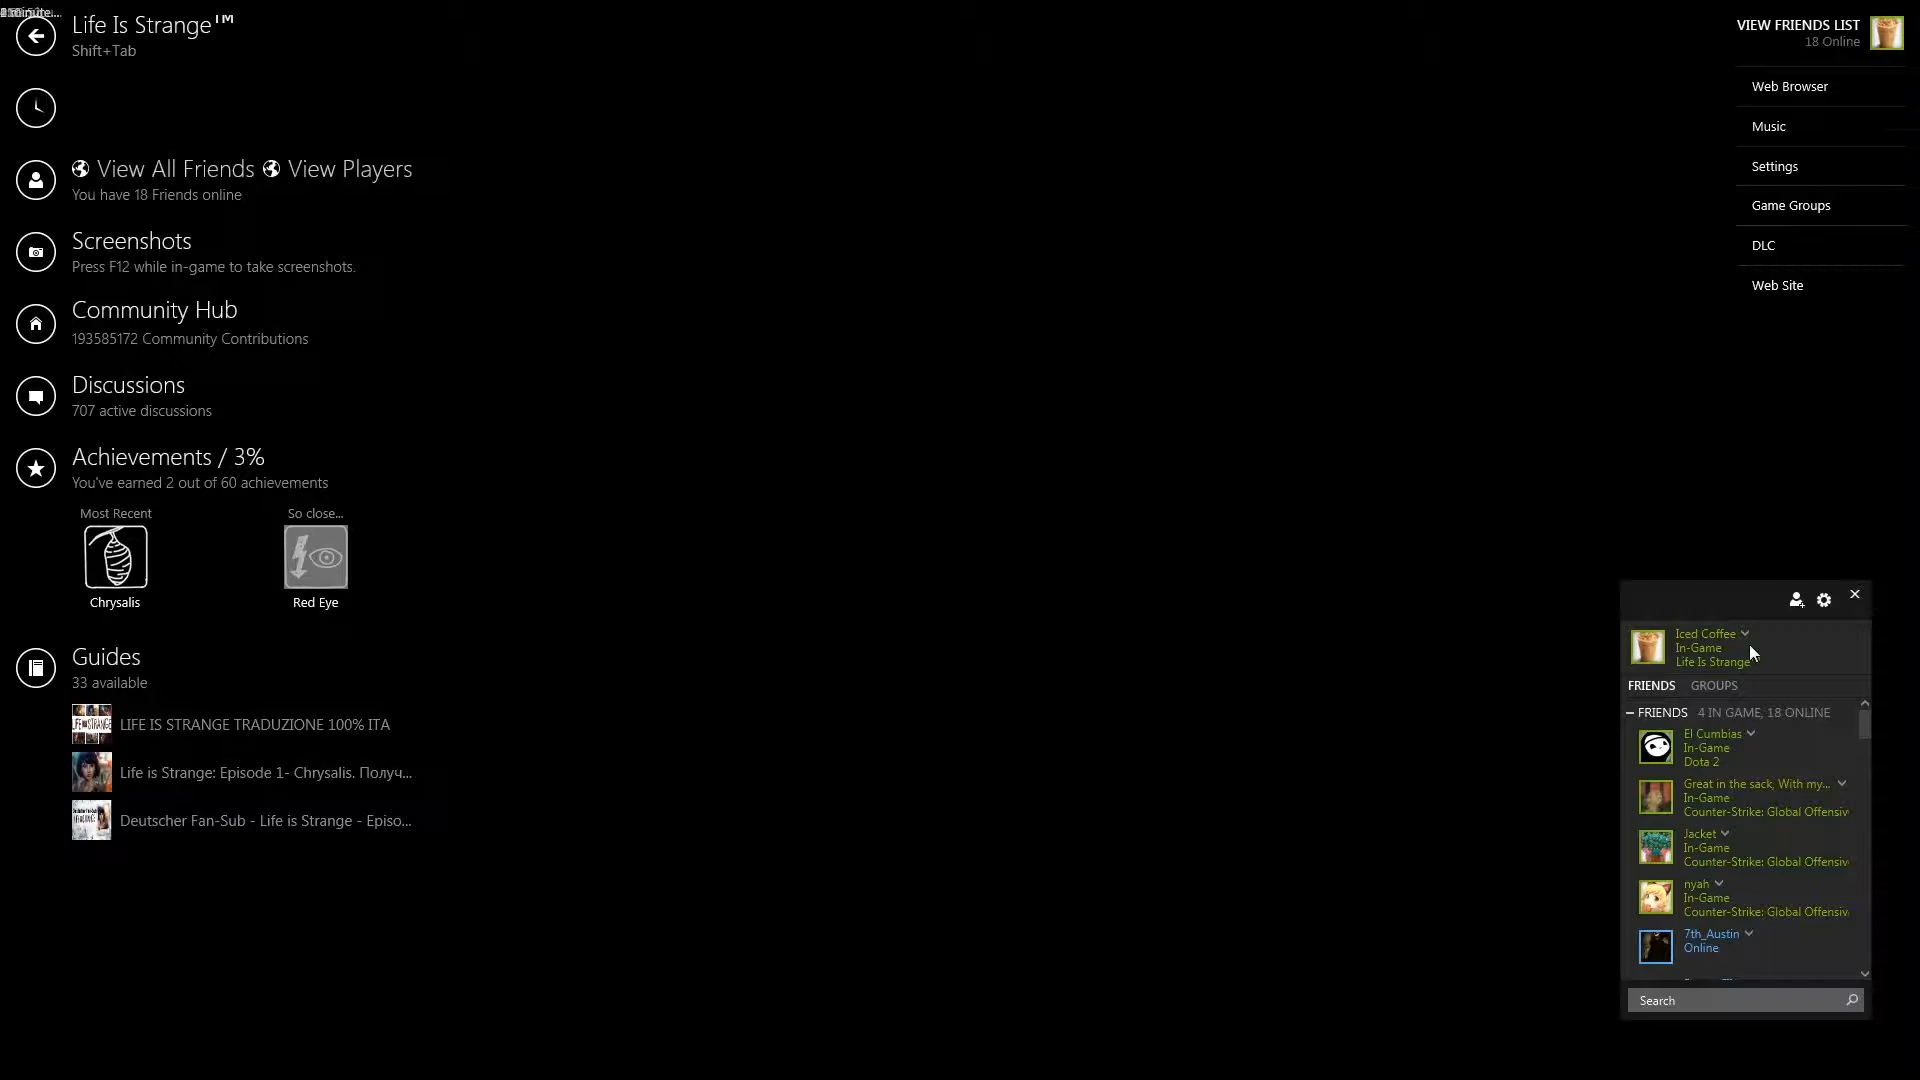 Life Is Strange™
Shift+Tab
View All Friends View Players
You have 18 Friends online
Screenshots
Press F12 while in-game to take screenshots.
Community Hub
193585172 Community Contributions
Discussions
707 active discussions
Achievements / 3%
You've earned 2 out of 60 achievements
Most Recent
So close...
Chrysalis
Red Eye
Guides
33 available
LIFE IS STRANGE TRADUZIONE 100% ITA
Life is Strange: Episode 1- Chrysalis. Получ...
Deutscher Fan-Sub - Life is Strange - Episo...
VIEW FRIENDS LIST
18 Online
Web Browser
Music
Settings
Game Groups
DLC
Web Site
Iced Coffee
In-Game
Life Is Strange
FRIENDS GROUPS
FRIENDS 4 IN GAME, 18 ONLINE
El Cumbias
In-Game
Dota 2
Great in the sack, With my...
In-Game
Counter-Strike: Global Offensiv
Jacket
In-Game
Counter-Strike: Global Offensiv
nyah
In-Game
Counter-Strike: Global Offensiv
7th_Austin
Online
Search